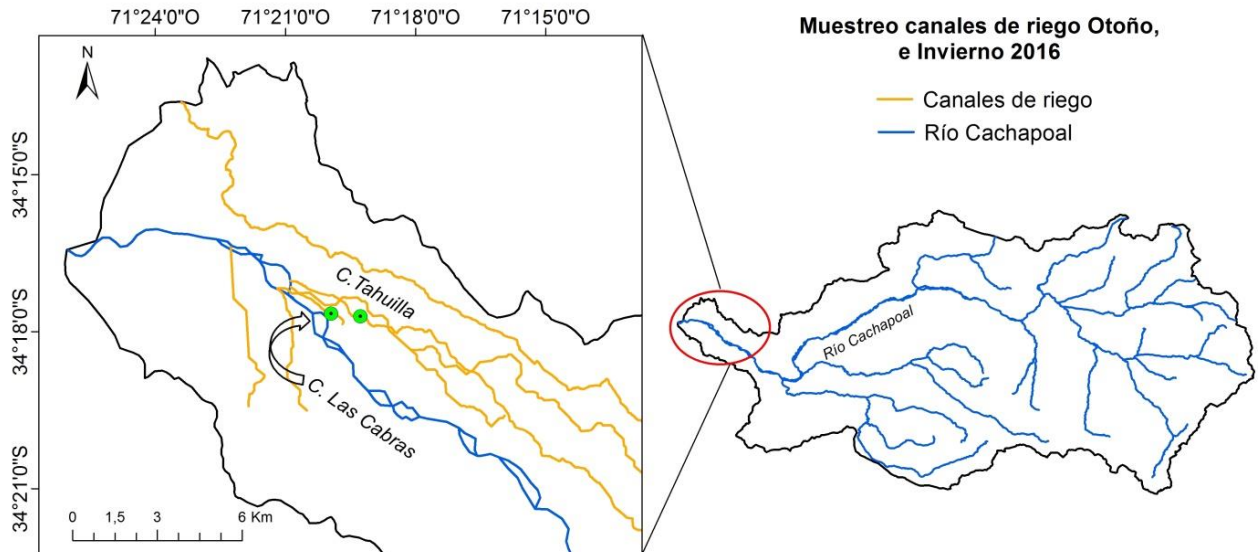 71°24'0"O 71°21'0"O 71°18'0"O 71°15'0"O
N
34°15'0"S
34°18'0"S
34°21'0"S
C. Tahuilla
C. Las Cabras
0 1,5 3 6 Km
Muestreo canales de riego Otoño,
e Invierno 2016
Canales de riego
Río Cachapoal
Río Cachapoal